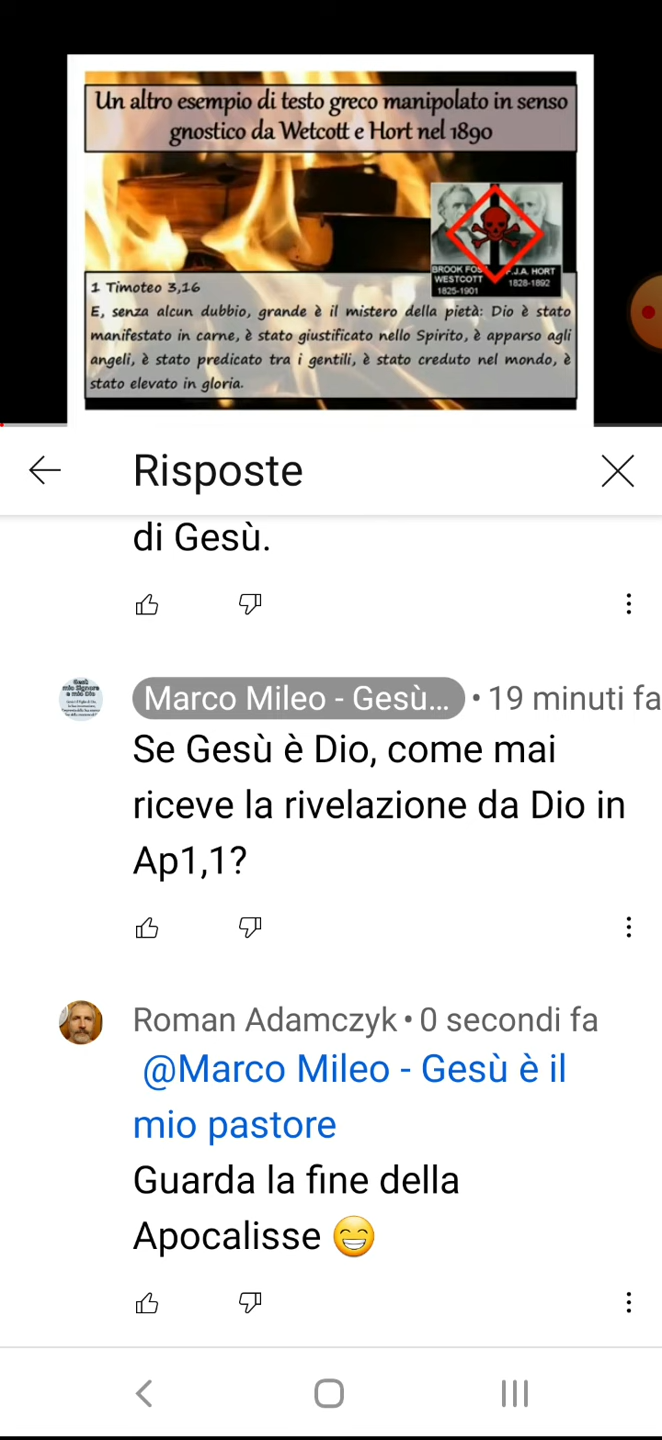 Un altro esempio di testo greco manipolato in senso
gnostico da Wetcott e Hort nel 1890
BROOK FOS
WESTCOTT
1825-1901
F.J.A. HORT
1828-1892
1 Timoteo 3,16
E, senza alcun dubbio, grande è il mistero della pietà: Dio è stato
manifestato in carne, è stato giustificato nello Spirito, è apparso agli
angeli, è stato predicato tra i gentili, è stato creduto nel mondo, è
stato elevato in gloria.
Risposte
di Gesù.
Marco Mileo - Gesù... • 19 minuti fa
Se Gesù è Dio, come mai
riceve la rivelazione da Dio in
Ap1,1?
Roman Adamczyk • 0 secondi fa
@Marco Mileo - Gesù è il
mio pastore
Guarda la fine della
Apocalisse 😁